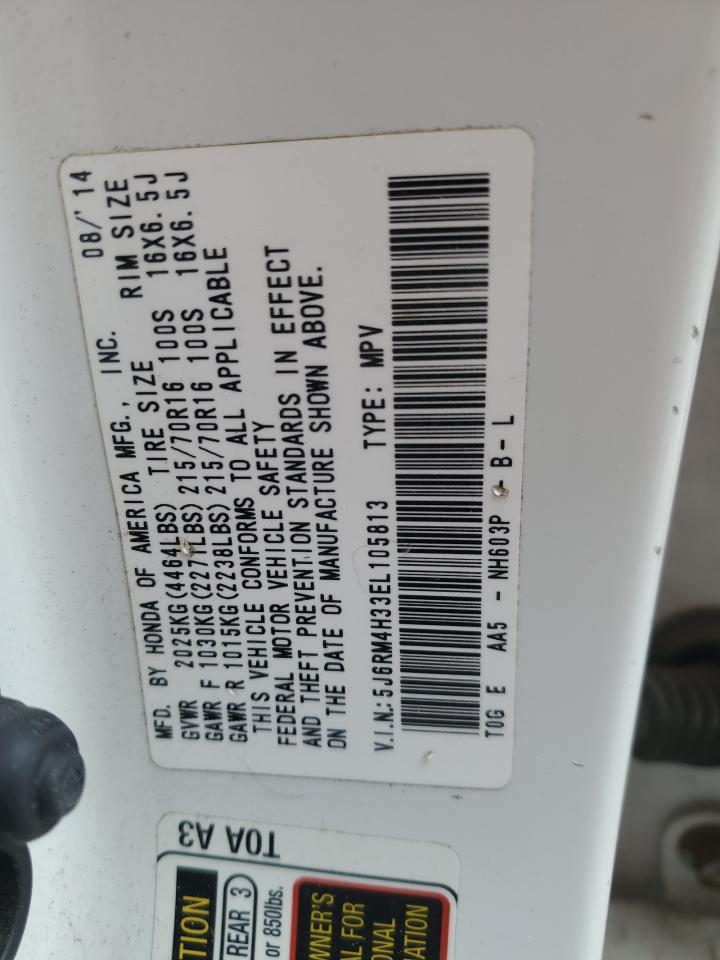 MFD. BY HONDA OF AMERICA MFG., INC. 08/'14
GVWR 2025KG(4464LBS) TIRE SIZE RIM SIZE
GAWR F 1030KG(2271LBS) 215/70R16 100S 16X6.5J
GAWR R 1015KG(2238LBS) 215/70R16 100S 16X6.5J
THIS VEHICLE CONFORMS TO ALL APPLICABLE
FEDERAL MOTOR VEHICLE SAFETY
AND THEFT PREVENTION STANDARDS IN EFFECT
ON THE DATE OF MANUFACTURE SHOWN ABOVE.
V.I.N.: 5J6RM4H33EL105813 TYPE: MPV
T0G E AA5 - NH603P - B - L
T0A A3
TION
REAR 3
or 850lbs.
WNER'S
AL FOR
ONAL
ATION